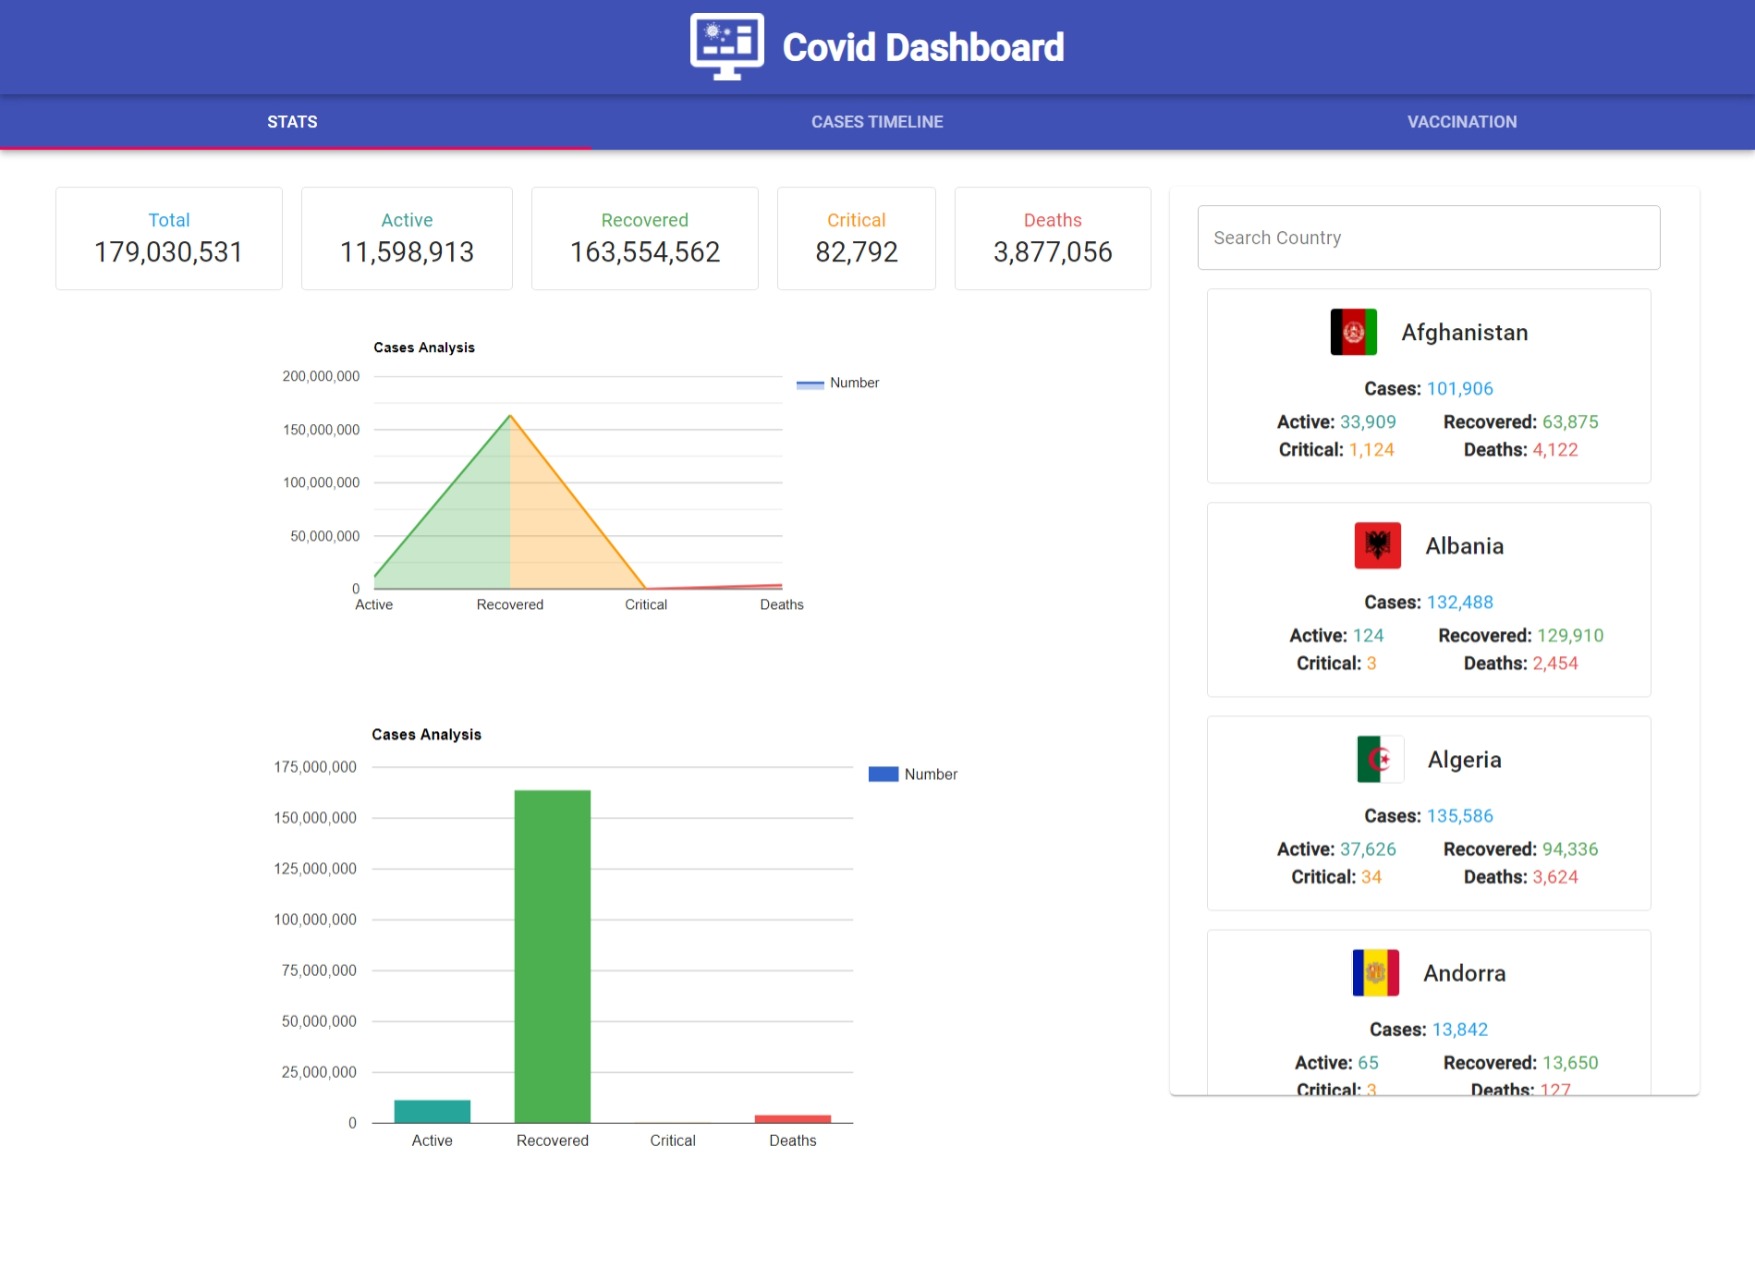 Covid Dashboard
STATS
CASES TIMELINE
VACCINATION
Total
179,030,531
Active
11,598,913
Recovered
163,554,562
Critical
82,792
Deaths
3,877,056
Cases Analysis
200,000,000
150,000,000
100,000,000
50,000,000
0
Active
Recovered
Critical
Deaths
Number
Cases Analysis
175,000,000
150,000,000
125,000,000
100,000,000
75,000,000
50,000,000
25,000,000
0
Active
Recovered
Critical
Deaths
Number
Search Country
Afghanistan
Cases: 101,906
Active: 33,909 Recovered: 63,875
Critical: 1,124 Deaths: 4,122
Albania
Cases: 132,488
Active: 124 Recovered: 129,910
Critical: 3 Deaths: 2,454
Algeria
Cases: 135,586
Active: 37,626 Recovered: 94,336
Critical: 34 Deaths: 3,624
Andorra
Cases: 13,842
Active: 65 Recovered: 13,650
Critical: 3 Deaths: 127